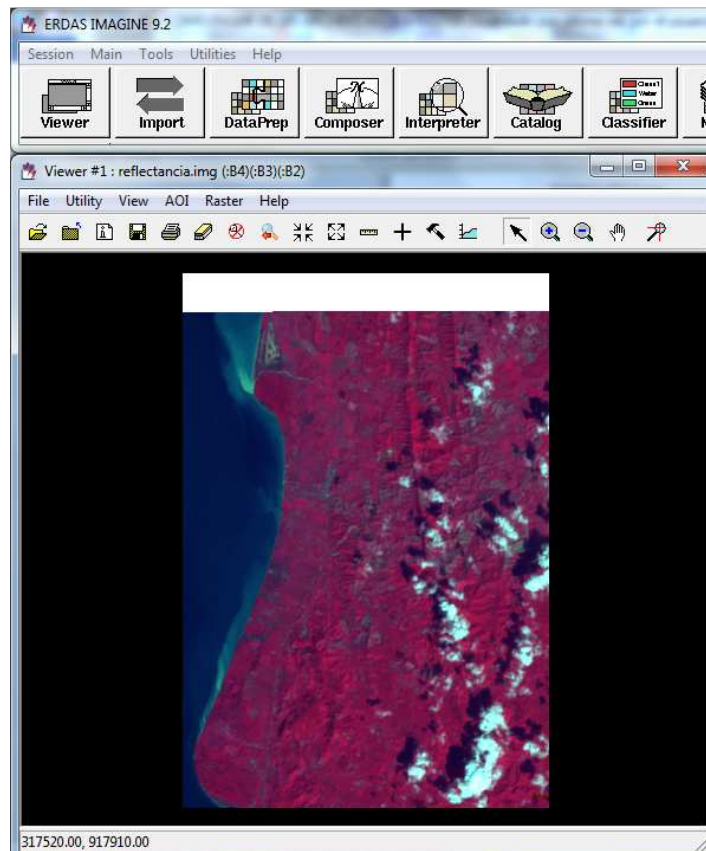 ERDAS IMAGINE 9.2
Session Main Tools Utilities Help
Viewer Import DataPrep Composer Interpreter Catalog Classifier
Viewer #1 : reflectancia.img (:B4)(:B3)(:B2)
File Utility View AOI Raster Help
317520.00, 917910.00